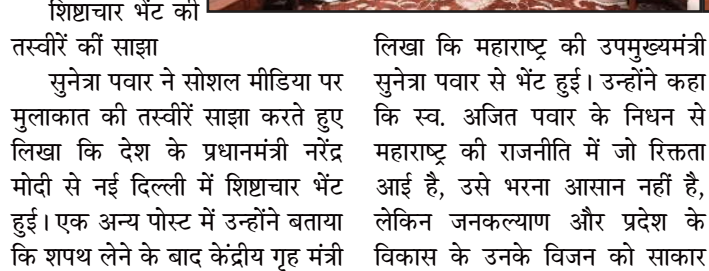 शिष्टाचार भेंट की
तस्वीरें कीं साझा
सुनेत्रा पवार ने सोशल मीडिया पर
मुलाकात की तस्वीरें साझा करते हुए
लिखा कि देश के प्रधानमंत्री नरेंद्र
मोदी से नई दिल्ली में शिष्टाचार भेंट
हुई। एक अन्य पोस्ट में उन्होंने बताया
कि शपथ लेने के बाद केंद्रीय गृह मंत्री
लिखा कि महाराष्ट्र की उपमुख्यमंत्री
सुनेत्रा पवार से भेंट हुई। उन्होंने कहा
कि स्व. अजित पवार के निधन से
महाराष्ट्र की राजनीति में जो रिक्तता
आई है, उसे भरना आसान नहीं है,
लेकिन जनकल्याण और प्रदेश के
विकास के उनके विजन को साकार